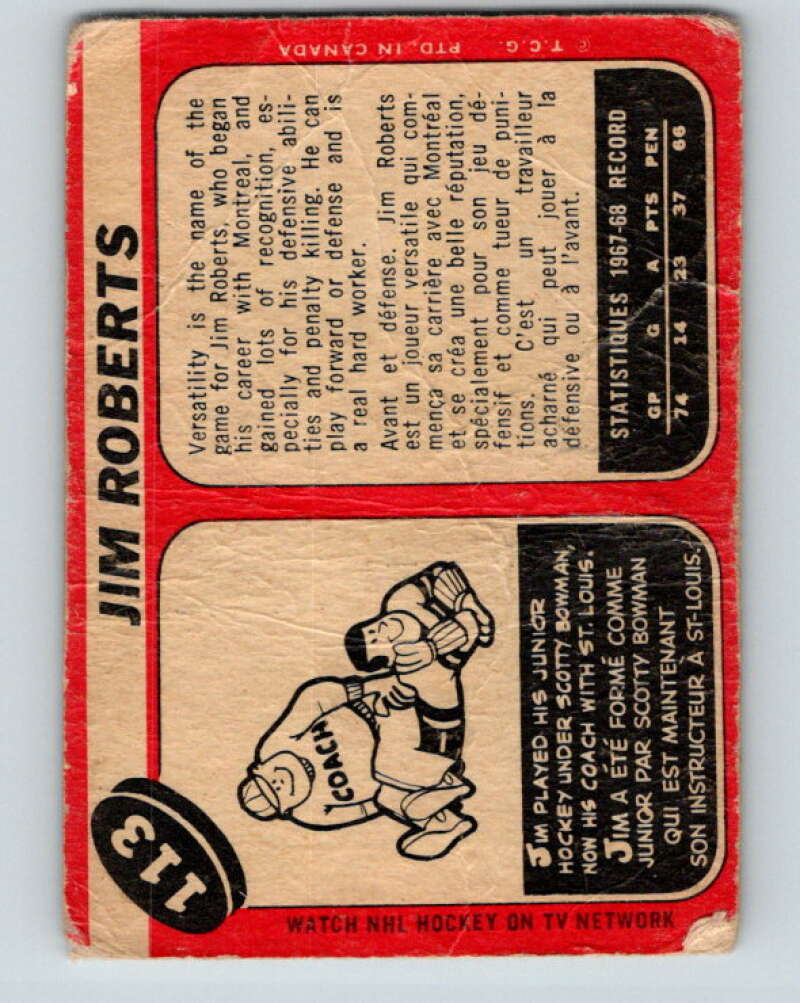 113
JIM ROBERTS
WATCH NHL HOCKEY ON TV NETWORK
COACH
JIM PLAYED HIS JUNIOR
HOCKEY UNDER SCOTTY BOWMAN,
NOW HIS COACH WITH ST. LOUIS.
JIM A ÉTÉ FORMÉ COMME
JUNIOR PAR SCOTTY BOWMAN
QUI EST MAINTENANT
SON INSTRUCTEUR À ST-LOUIS.
Versatility is the name of the
game for Jim Roberts, who began
his career with Montreal, and
gained lots of recognition, es-
pecially for his defensive abili-
ties and penalty killing. He can
play forward or defense and is
a real hard worker.
Avant et défense. Jim Roberts
est un joueur versatile qui com-
mença sa carrière avec Montréal
et se créa une belle réputation,
spécialement pour son jeu dé-
fensif et comme tueur de puni-
tions. C'est un travailleur
acharné qui peut jouer à la
défensive ou à l'avant.
STATISTIQUES 1967-68 RECORD
GP G A PTS PEN
74 14 23 37 66
© T.C.G. PTD. IN CANADA